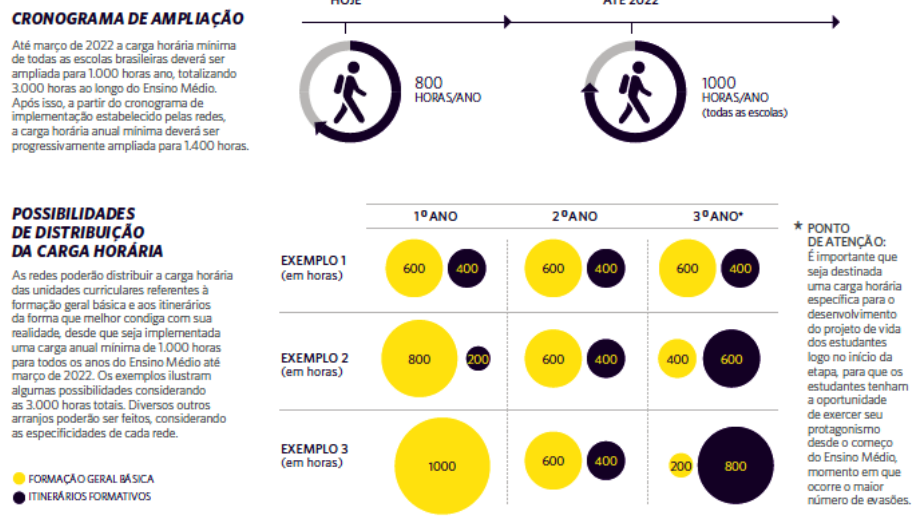 CRONOGRAMA DE AMPLIAÇÃO
Até março de 2022 a carga horária mínima
de todas as escolas brasileiras deverá ser
ampliada para 1.000 horas ano, totalizando
3.000 horas ao longo do Ensino Médio.
Após isso, a partir do cronograma de
implementação estabelecido pelas redes,
a carga horária anual mínima deverá ser
progressivamente ampliada para 1.400 horas.
HOJE
ATÉ 2022
800
HORAS/ANO
1000
HORAS/ANO
(todas as escolas)
POSSIBILIDADES
DE DISTRIBUIÇÃO
DA CARGA HORÁRIA
As redes poderão distribuir a carga horária
das unidades curriculares referentes à
formação geral básica e aos itinerários
da forma que melhor condiga com sua
realidade, desde que seja implementada
uma carga anual mínima de 1.000 horas
para todos os anos do Ensino Médio até
março de 2022. Os exemplos ilustram
algumas possibilidades considerando
as 3.000 horas totais. Diversos outros
arranjos poderão ser feitos, considerando
as especificidades de cada rede.
FORMAÇÃO GERAL BÁSICA
ITINERÁRIOS FORMATIVOS
1º ANO 2º ANO 3º ANO*
EXEMPLO 1
(em horas)
600 400 600 400 600 400
EXEMPLO 2
(em horas)
800 200 600 400 400 600
EXEMPLO 3
(em horas)
1000 600 400 200 800
* PONTO
DE ATENÇÃO:
É importante que
seja destinada
uma carga horária
específica para o
desenvolvimento
do projeto de vida
dos estudantes
logo no início da
etapa, para que os
estudantes tenham
a oportunidade
de exercer seu
protagonismo
desde o começo
do Ensino Médio,
momento em que
ocorre o maior
número de evasões.